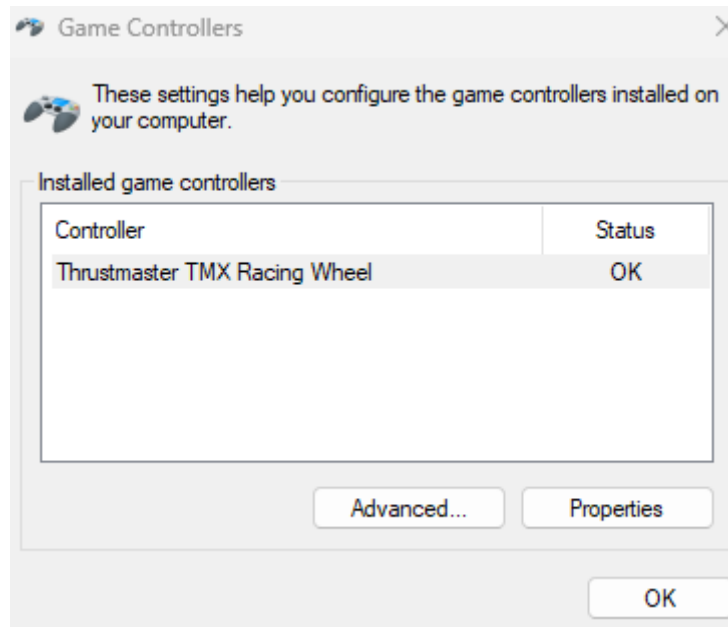 Game Controllers
These settings help you configure the game controllers installed on
your computer.
Installed game controllers
Controller Status
Thrustmaster TMX Racing Wheel OK
Advanced... Properties
OK